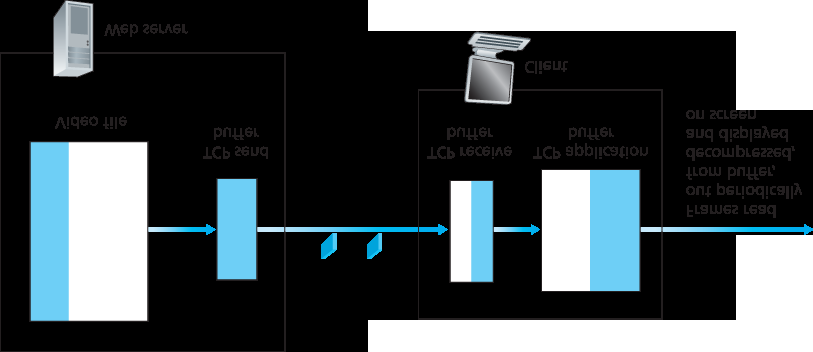 Web server
Client
Video file
TCP send
buffer
TCP receive
buffer
TCP application
buffer
Frames read
out periodically
from buffer,
decompressed,
and displayed
on screen